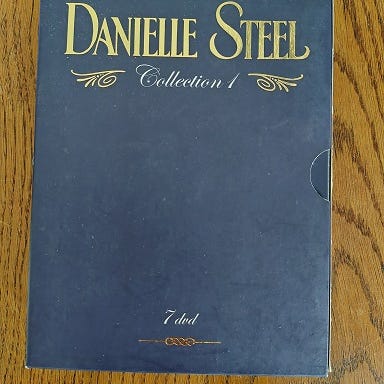 DANIELLE STEEL
Collection 1
7 dvd